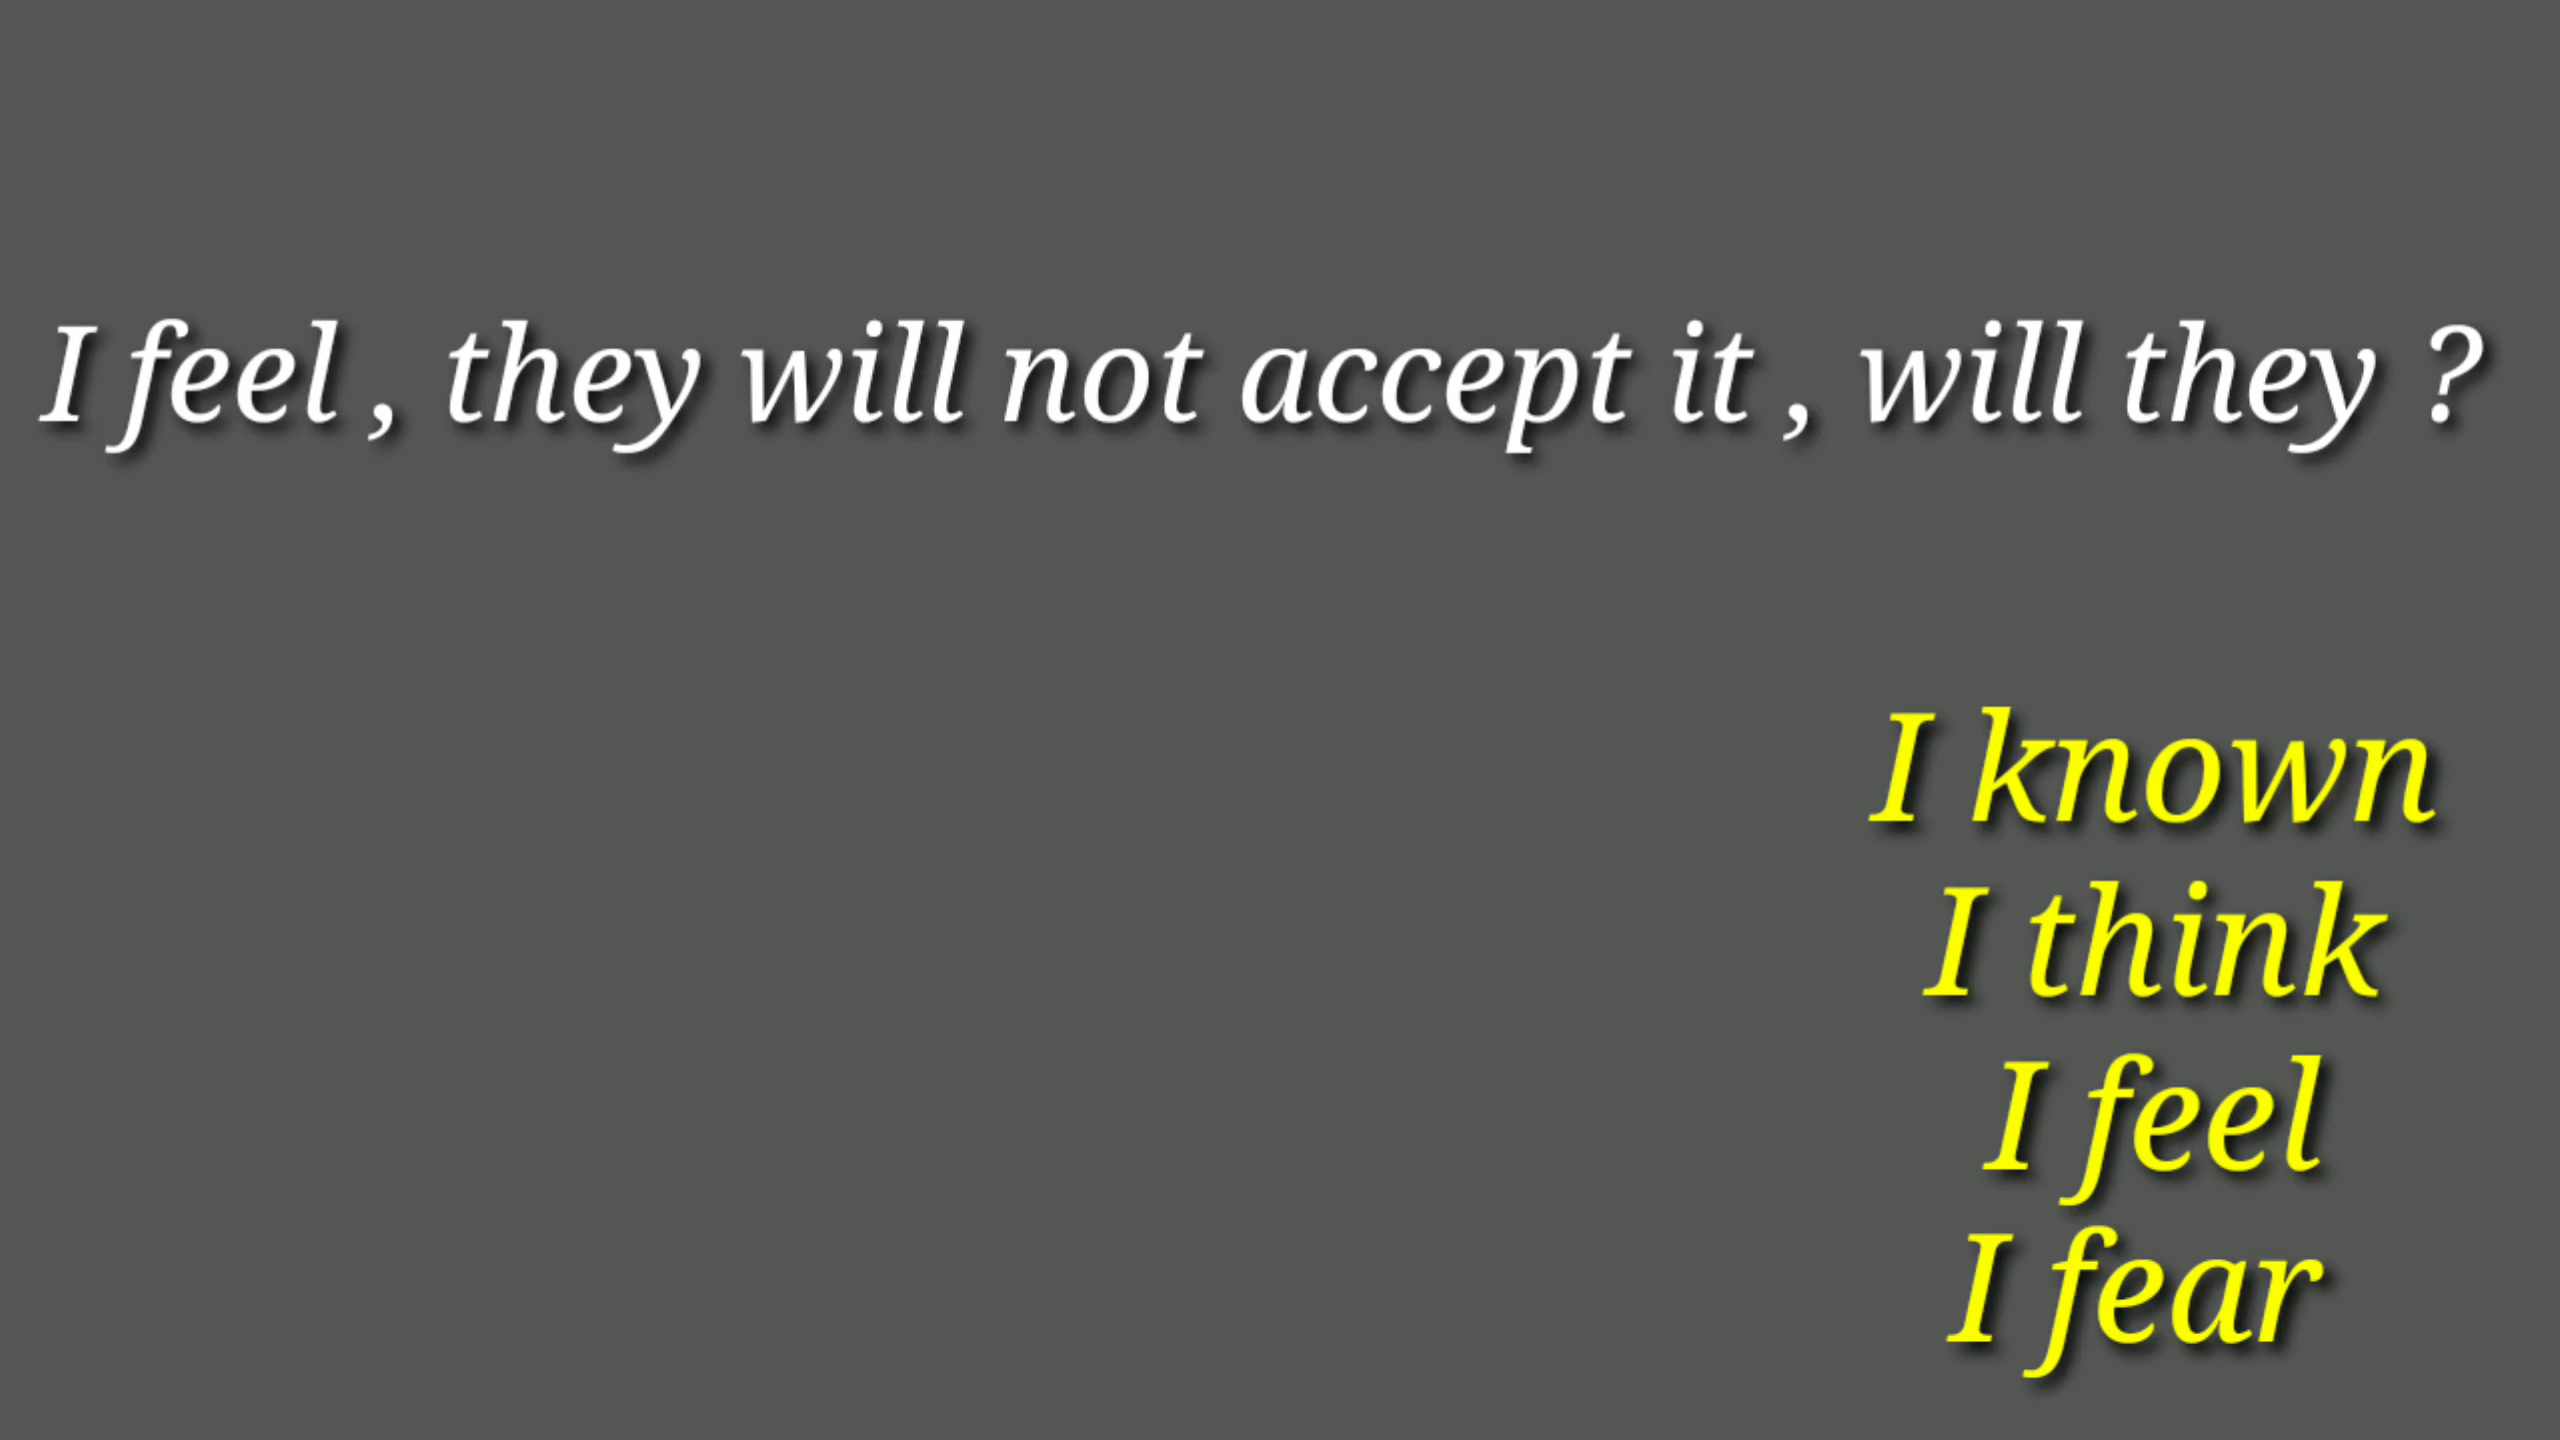 I feel , they will not accept it , will they ?
I known
I think
I feel
I fear